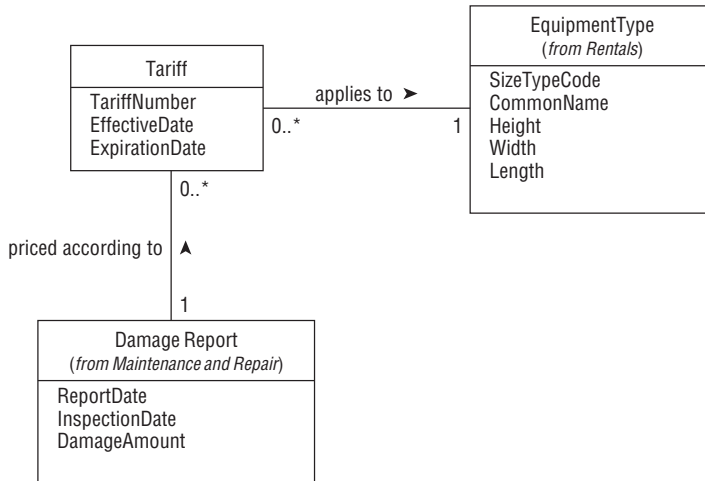 EquipmentType
(from Rentals)
SizeTypeCode
CommonName
Height
Width
Length
Tariff
TariffNumber
EffectiveDate
ExpirationDate
applies to ➤
0..*
1
0..*
priced according to ➤
1
Damage Report
(from Maintenance and Repair)
ReportDate
InspectionDate
DamageAmount